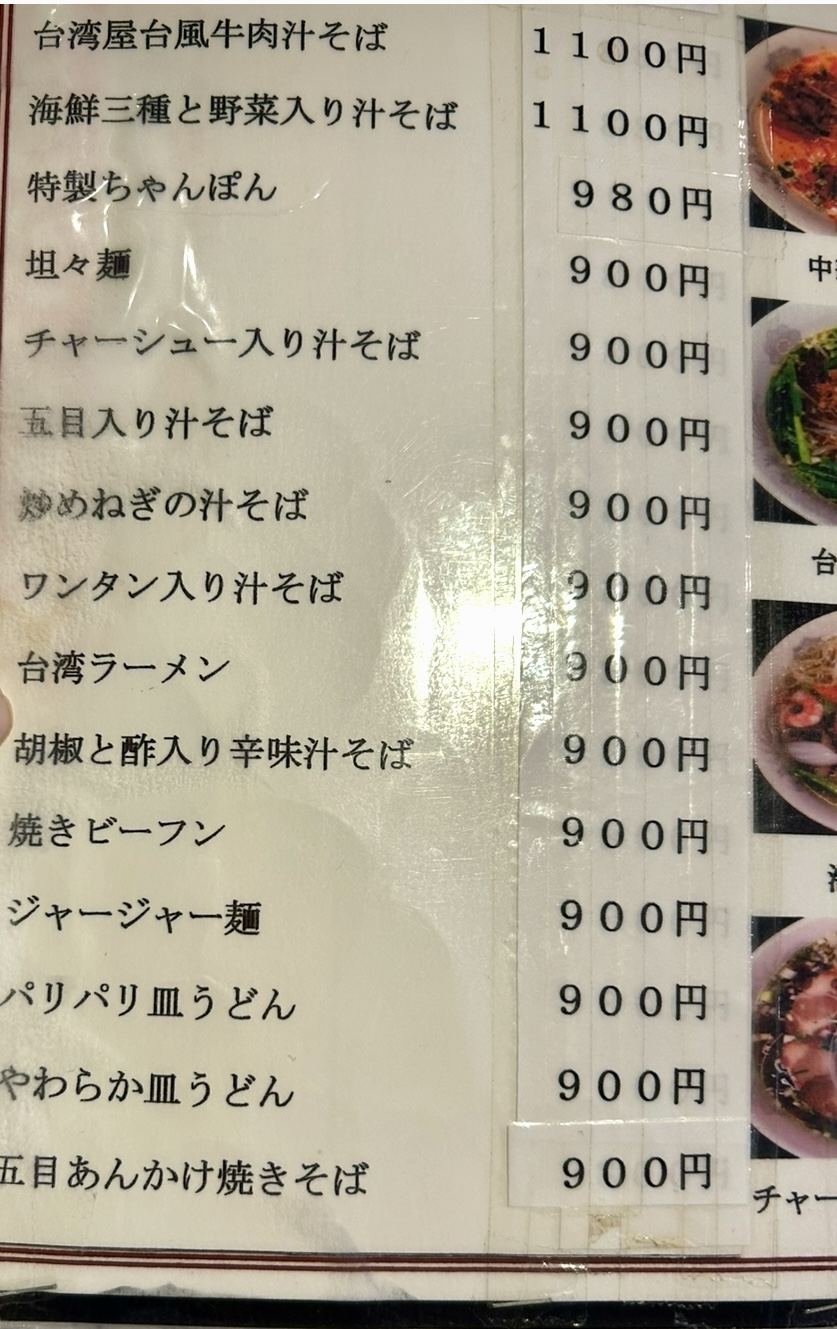 台湾屋台風牛肉汁そば １１００円
海鮮三種と野菜入り汁そば １１００円
特製ちゃんぽん ９８０円
坦々麺 ９００円
チャーシュー入り汁そば ９００円
五目入り汁そば ９００円
炒めねぎの汁そば ９００円
ワンタン入り汁そば ９００円
台湾ラーメン ９００円
胡椒と酢入り辛味汁そば ９００円
焼きビーフン ９００円
ジャージャー麺 ９００円
パリパリ皿うどん ９００円
やわらか皿うどん ９００円
五目あんかけ焼きそば ９００円
中
台
チャー